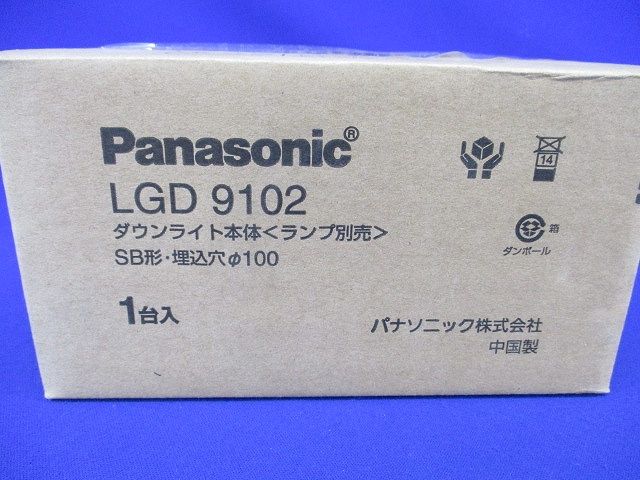 Panasonic®
LGD 9102
ダウンライト本体<ランプ別売>
SB形・埋込穴φ100
1台入
14
箱
ダンボール
パナソニック株式会社
中国製